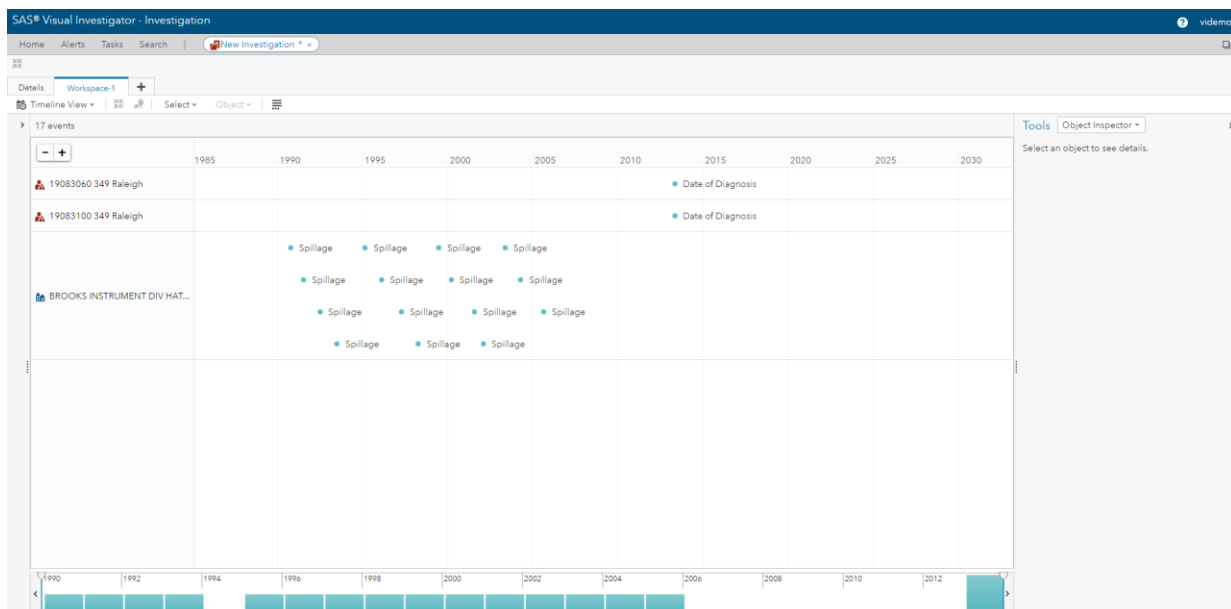 SAS® Visual Investigator - Investigation
? videmo
Home Alerts Tasks Search | New Investigation * ×
Details Workspace-1 +
Timeline View Select Object
17 events
Tools Object Inspector
Select an object to see details.
- +
1985 1990 1995 2000 2005 2010 2015 2020 2025 2030
19083060 349 Raleigh Date of Diagnosis
19083100 349 Raleigh Date of Diagnosis
Spillage Spillage Spillage Spillage
Spillage Spillage Spillage Spillage
BROOKS INSTRUMENT DIV HAT...
Spillage Spillage Spillage Spillage
Spillage Spillage Spillage
1990 1992 1994 1996 1998 2000 2002 2004 2006 2008 2010 2012